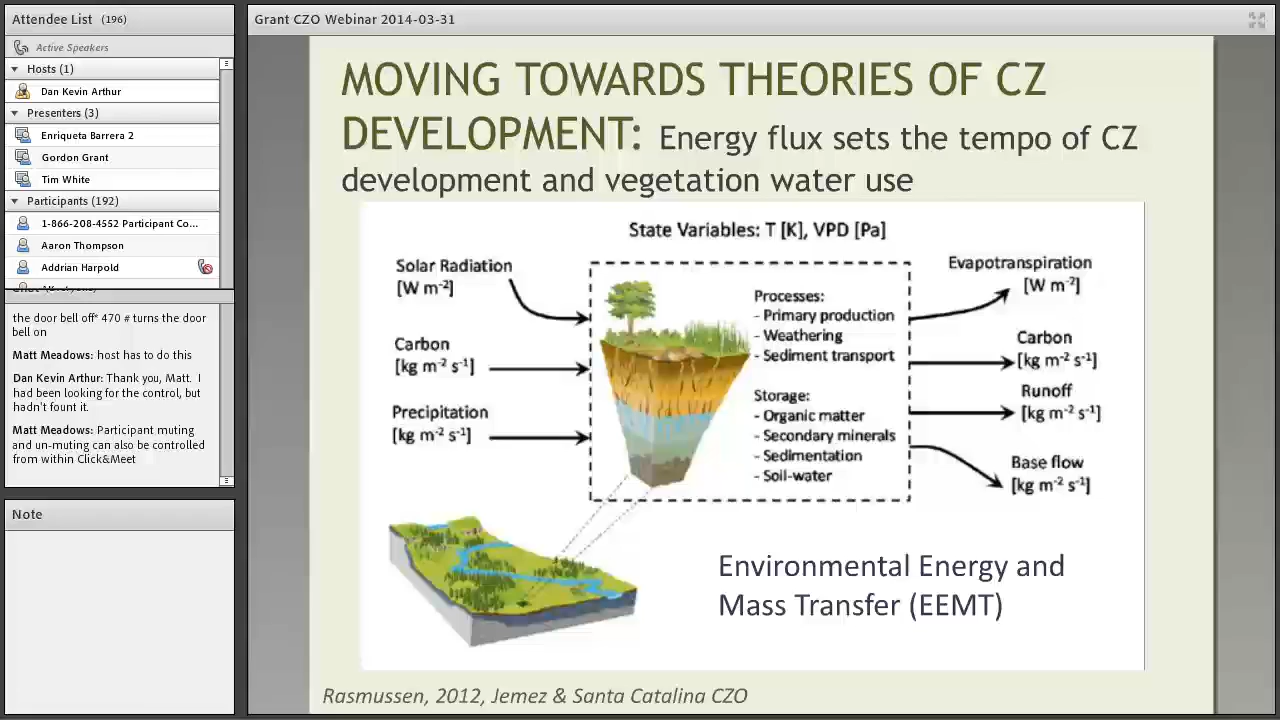 Attendee List (196)
Active Speakers
Hosts (1)
Dan Kevin Arthur
Presenters (3)
Enriqueta Barrera 2
Gordon Grant
Tim White
Participants (192)
1-866-208-4552 Participant Co...
Aaron Thompson
Addrian Harpold
the door bell off* 470 # turns the door
bell on
Matt Meadows: host has to do this
Dan Kevin Arthur: Thank you, Matt. I
had been looking for the control, but
hadn't fount it.
Matt Meadows: Participant muting
and un-muting can also be controlled
from within Click&Meet
Note
Grant CZO Webinar 2014-03-31
MOVING TOWARDS THEORIES OF CZ
DEVELOPMENT: Energy flux sets the tempo of CZ
development and vegetation water use
State Variables: T [K], VPD [Pa]
Solar Radiation
[W m-2]
Carbon
[kg m-2 s-1]
Precipitation
[kg m-2 s-1]
Processes:
- Primary production
- Weathering
- Sediment transport
Storage:
- Organic matter
- Secondary minerals
- Sedimentation
- Soil-water
Evapotranspiration
[W m-2]
Carbon
[kg m-2 s-1]
Runoff
[kg m-2 s-1]
Base flow
[kg m-2 s-1]
Environmental Energy and
Mass Transfer (EEMT)
Rasmussen, 2012, Jemez & Santa Catalina CZO